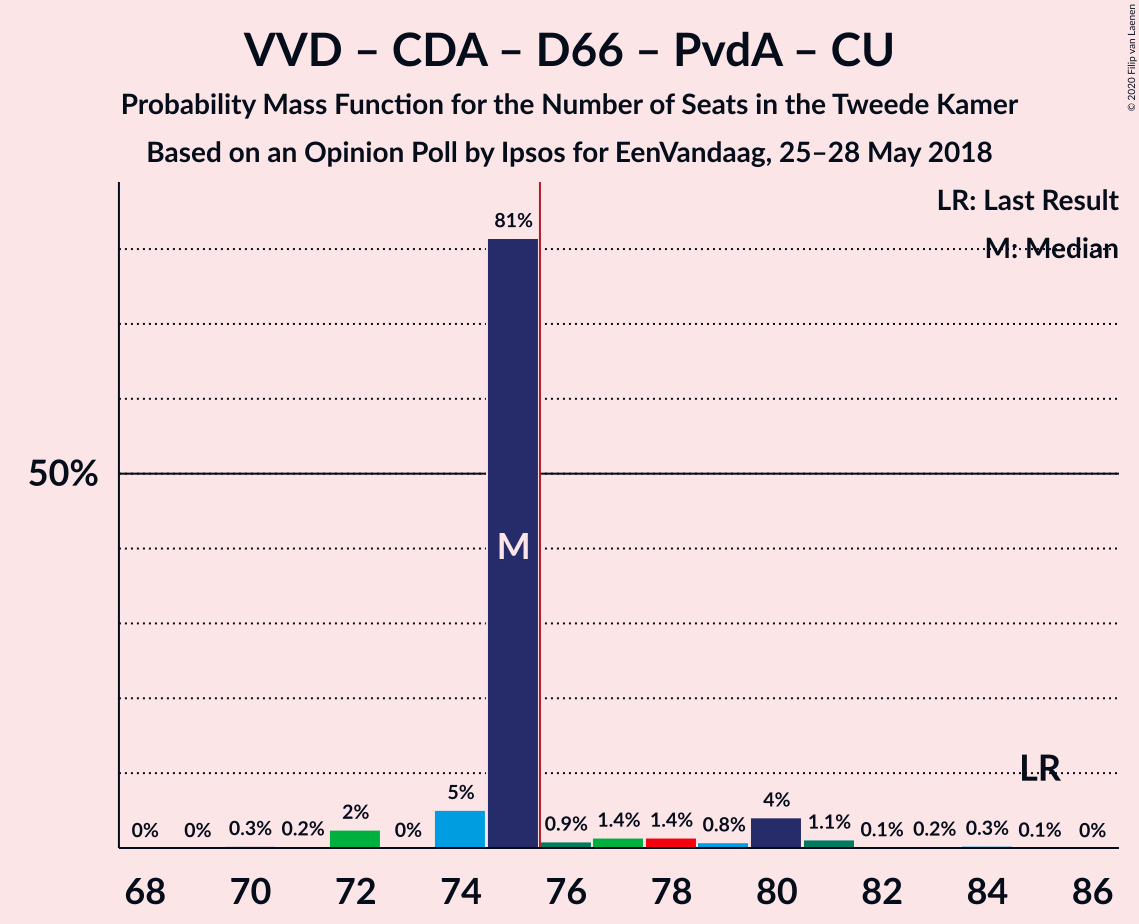 VVD – CDA – D66 – PvdA – CU
Probability Mass Function for the Number of Seats in the Tweede Kamer
Based on an Opinion Poll by Ipsos for EenVandaag, 25–28 May 2018
© 2020 Filip van Laenen
LR: Last Result
M: Median
81%
50%
M
LR
0%
0%
0.3%
0.2%
2%
0%
5%
0.9%
1.4%
1.4%
0.8%
4%
1.1%
0.1%
0.2%
0.3%
0.1%
0%
68 70 72 74 76 78 80 82 84 86